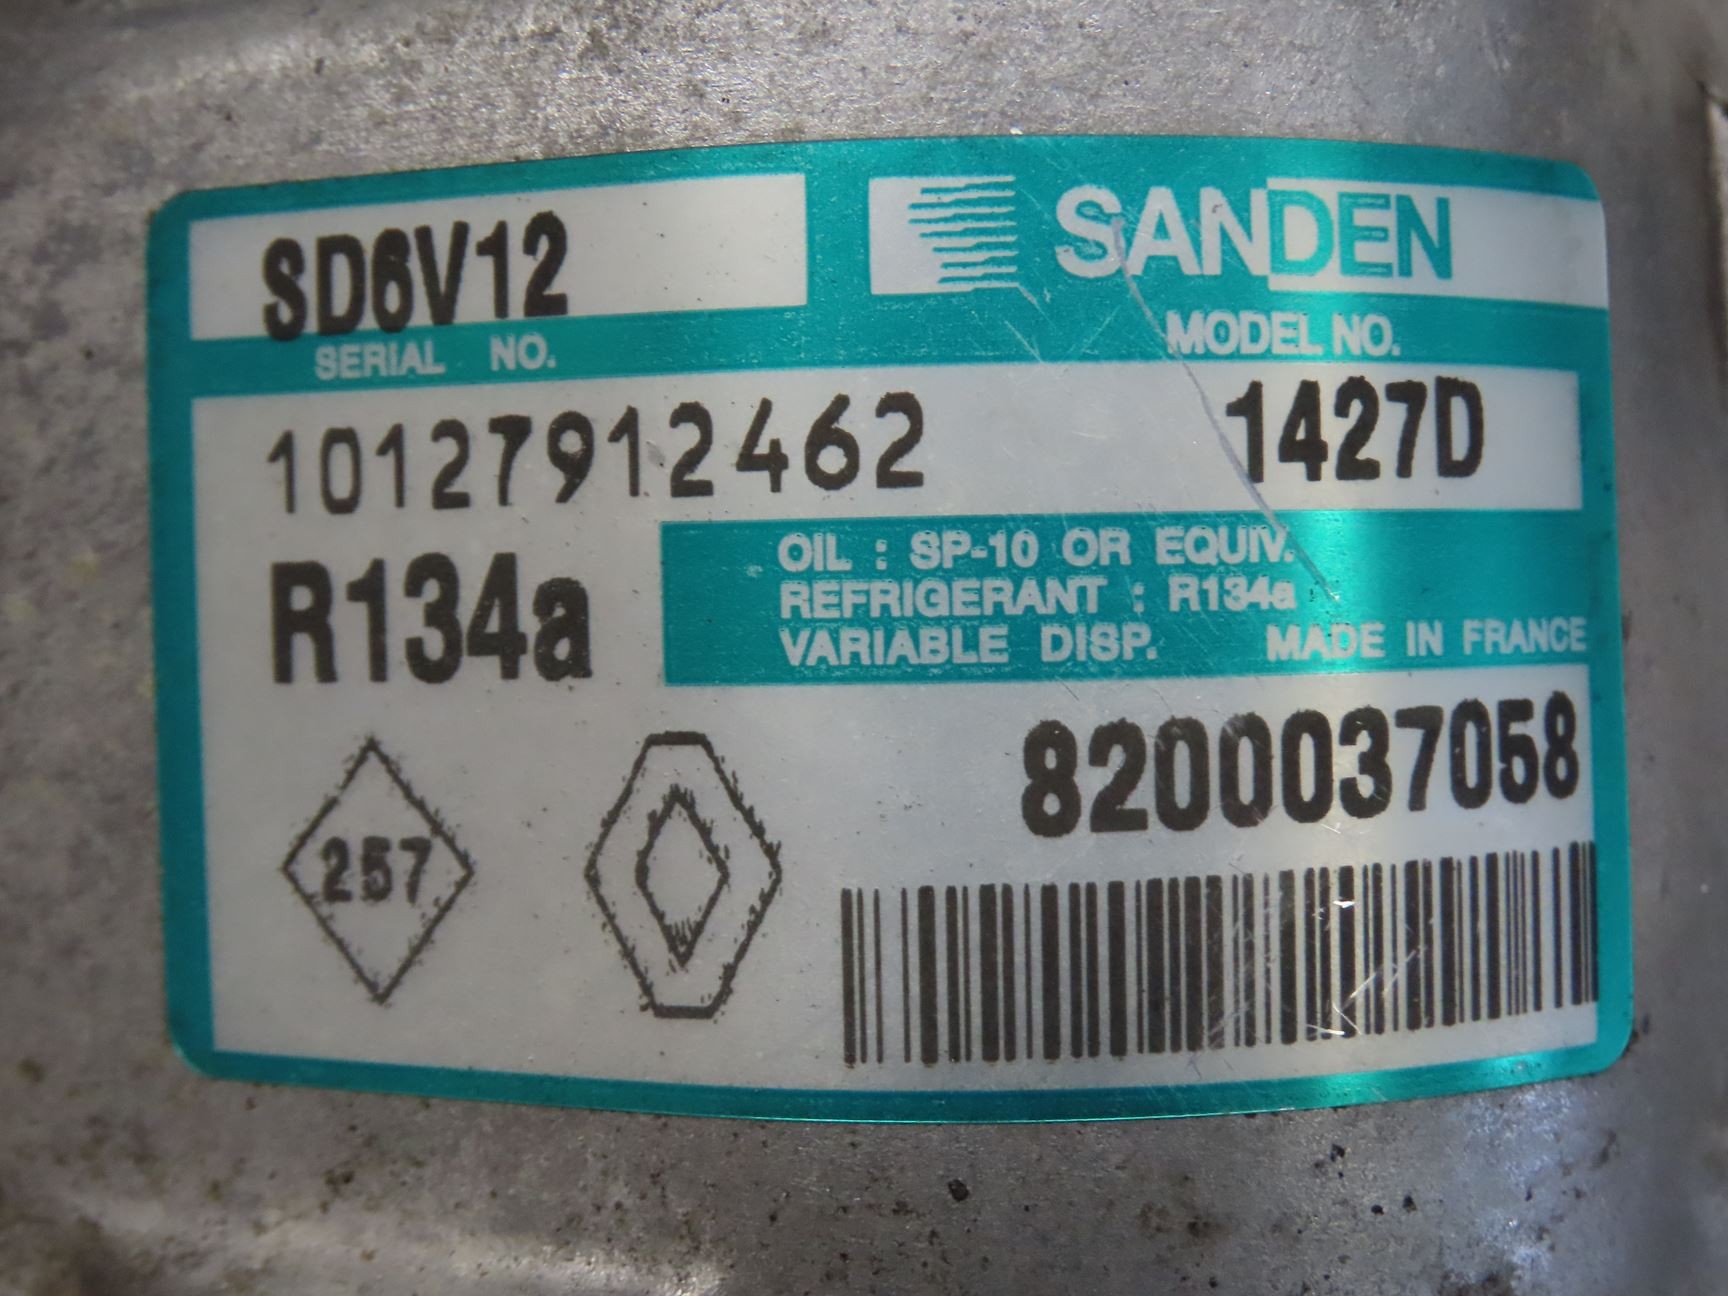 SD6V12
SANDEN
SERIAL NO.
MODEL NO.
10127912462
1427D
R134a
OIL : SP-10 OR EQUIV.
REFRIGERANT : R134a
VARIABLE DISP. MADE IN FRANCE
8200037058
257